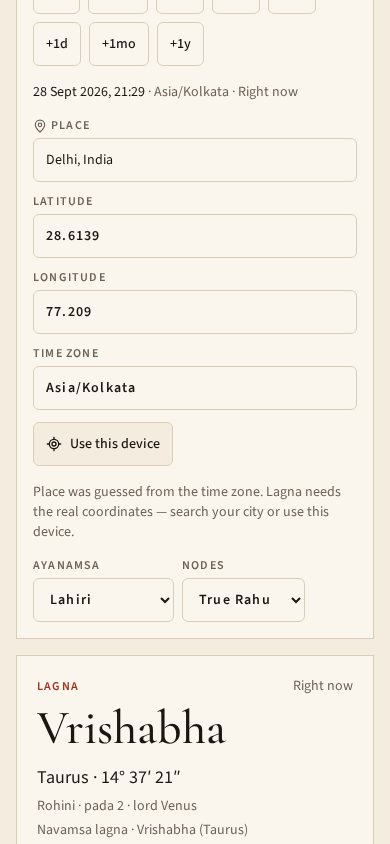 +1d +1mo +1y
28 Sept 2026, 21:29 · Asia/Kolkata · Right now
PLACE
Delhi, India
LATITUDE
28.6139
LONGITUDE
77.209
TIME ZONE
Asia/Kolkata
Use this device
Place was guessed from the time zone. Lagna needs
the real coordinates — search your city or use this
device.
AYANAMSA NODES
Lahiri True Rahu
LAGNA Right now
Vrishabha
Taurus · 14° 37′ 21″
Rohini · pada 2 · lord Venus
Navamsa lagna · Vrishabha (Taurus)